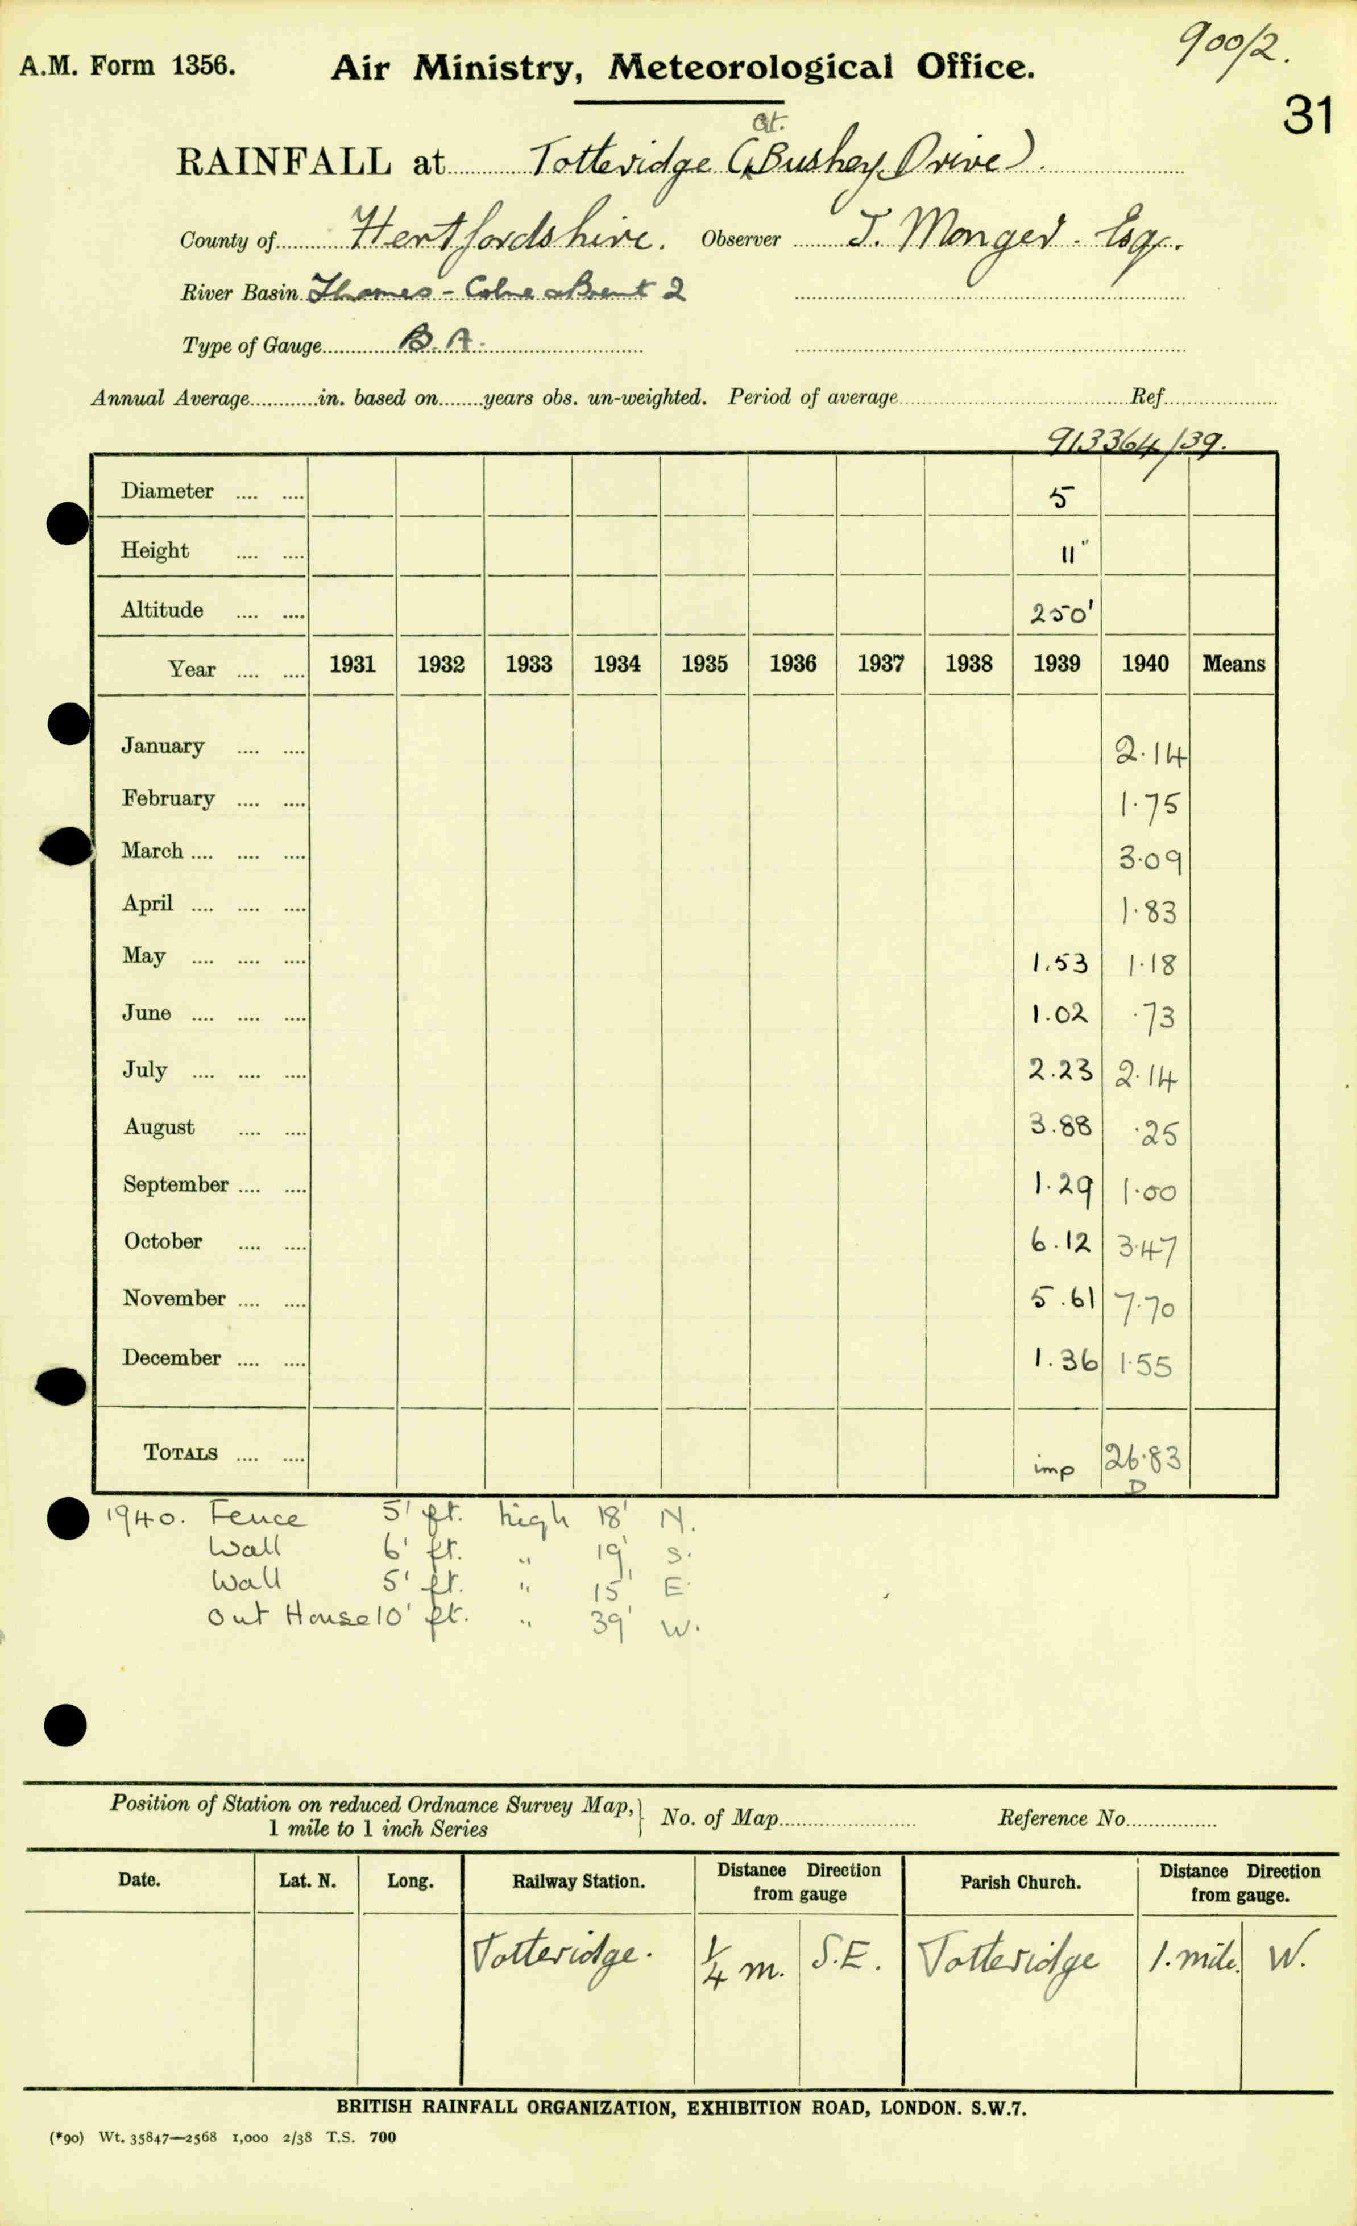 900/2.
A.M. Form 1356. Air Ministry, Meteorological Office.
31
Gt.
RAINFALL at Totteridge (Bushey Drive).
County of Hertfordshire. Observer J. Monger. Esq.
River Basin Thames - Colne & Brent 2
Type of Gauge B.A.
Annual Average in. based on years obs. un-weighted. Period of average Ref.
913364/39.
Diameter .... .... 5
Height .... .... 11"
Altitude .... .... 250'
Year .... .... 1931 1932 1933 1934 1935 1936 1937 1938 1939 1940 Means
January .... .... 2.14
February .... .... 1.75
March .... .... .... 3.09
April .... .... .... 1.83
May .... .... .... 1.53 1.18
June .... .... .... 1.02 .73
July .... .... .... 2.23 2.14
August .... .... 3.88 .25
September .... .... 1.29 1.00
October .... .... 6.12 3.47
November .... .... 5.61 7.70
December .... .... 1.36 1.55
TOTALS .... .... imp 26.83
D
1940. Fence 5' ft. high 18' N.
Wall 6' ft. " 19' S.
Wall 5' ft. " 15' E.
Out House 10' ft. " 39' W.
Position of Station on reduced Ordnance Survey Map, } No. of Map Reference No.
1 mile to 1 inch Series
Date. Lat. N. Long. Railway Station. Distance Direction from gauge Parish Church. Distance Direction from gauge.
Totteridge. 1/4 m. S.E. Totteridge 1. mile. W.
BRITISH RAINFALL ORGANIZATION, EXHIBITION ROAD, LONDON. S.W.7.
(*90) Wt. 35847—2568 1,000 2/38 T.S. 700